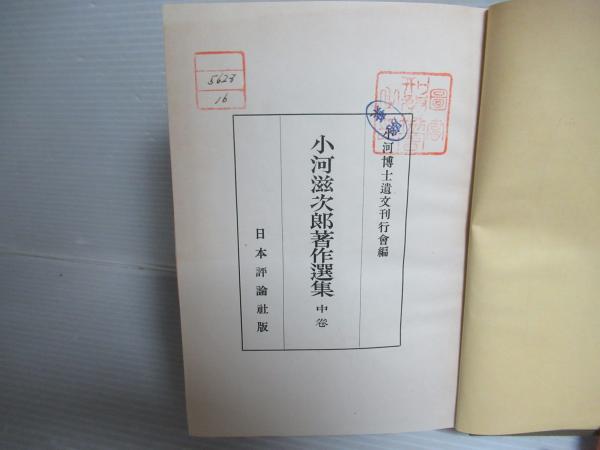 5623
16
小河博士遺文刊行會編
小河滋次郎著作選集 中卷
日本評論社版